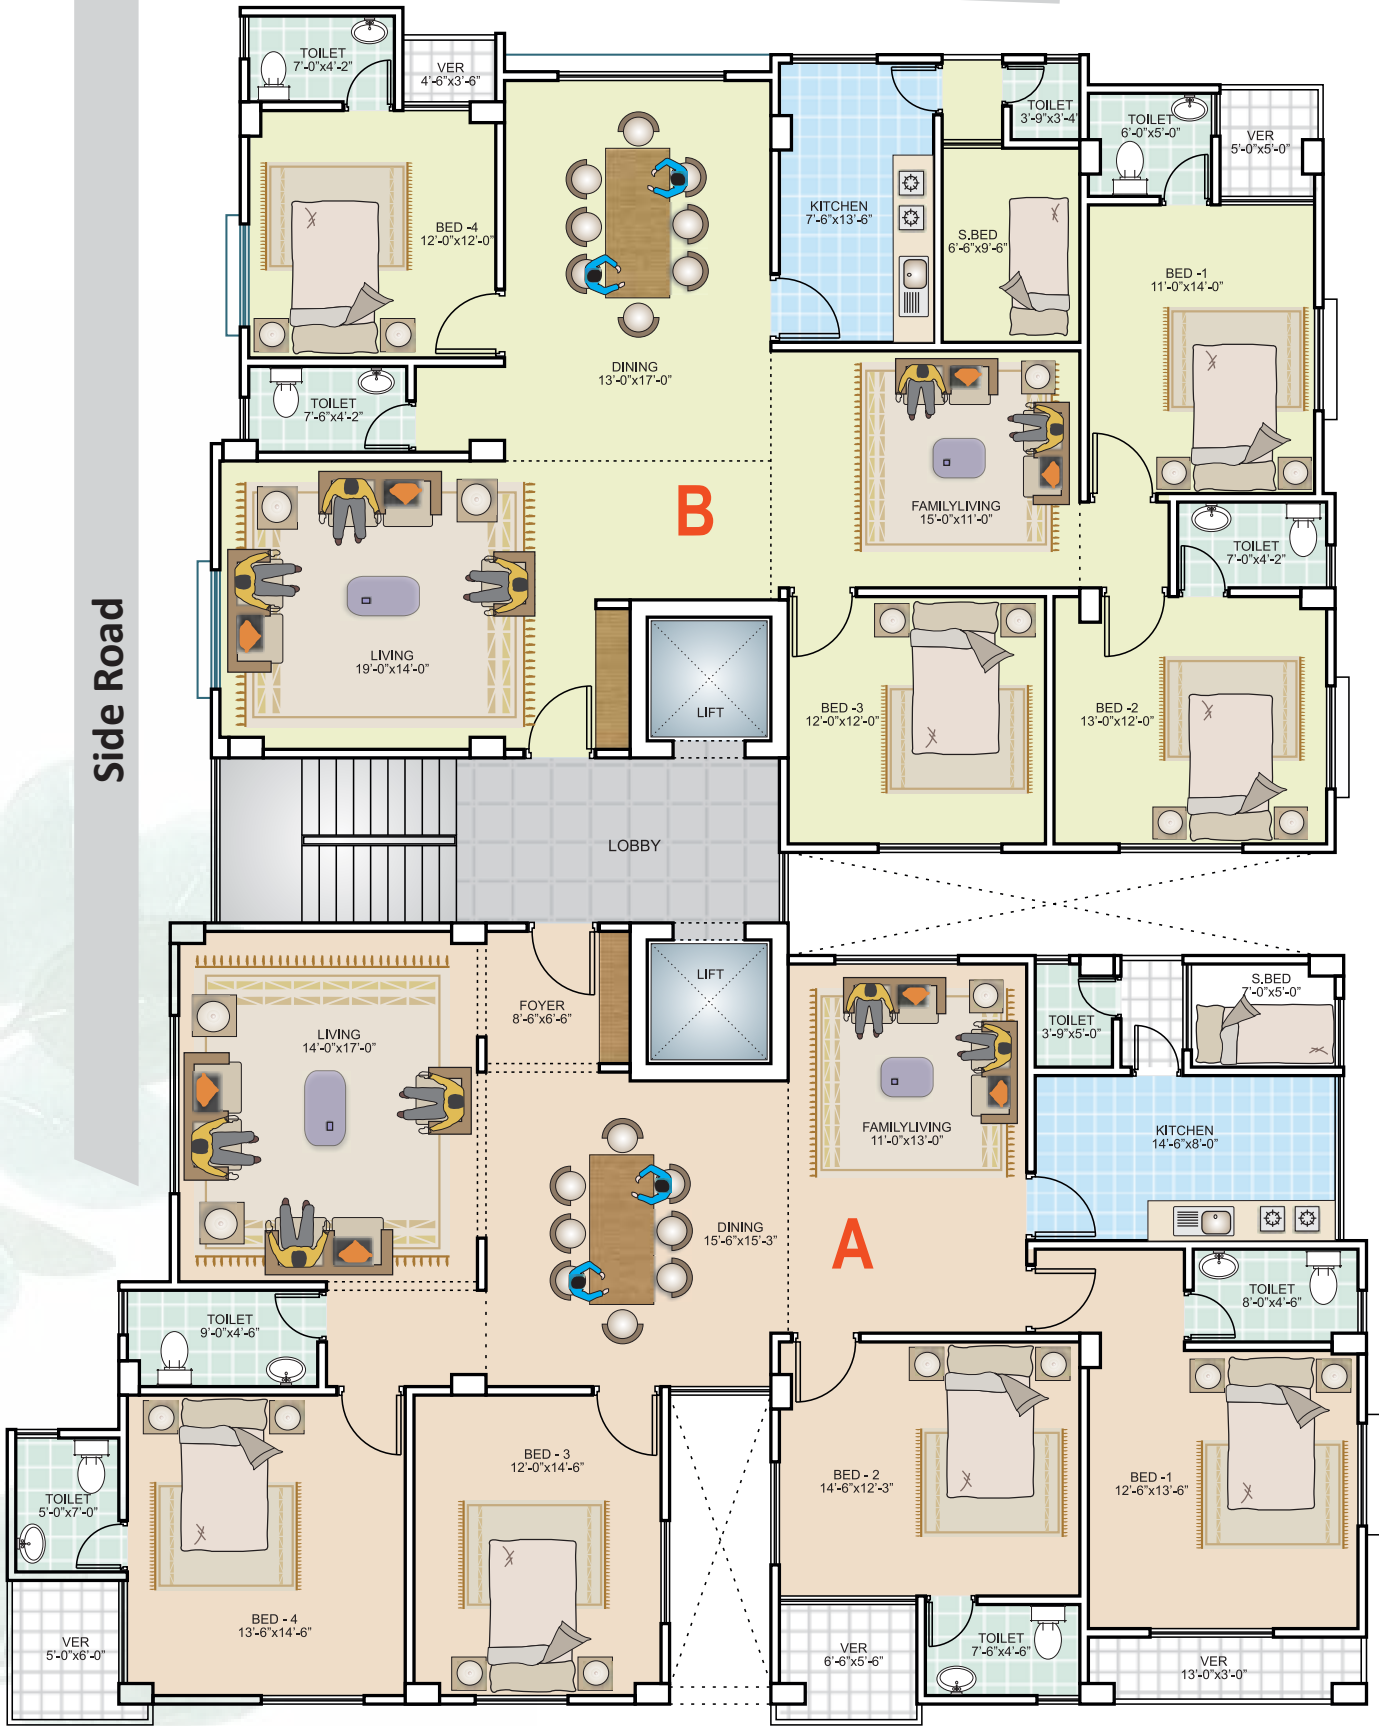 TOILET
7'-0"x4'-2"
VER
4'-6"x3'-6"
TOILET
3'-9"x3'-4"
TOILET
6'-0"x5'-0"
VER
5'-0"x5'-0"
KITCHEN
7'-6"x13'-6"
BED -4
12'-0"x12'-0"
S.BED
6'-6"x9'-6"
BED -1
11'-0"x14'-0"
DINING
13'-0"x17'-0"
TOILET
7'-6"x4'-2"
B
FAMILYLIVING
15'-0"x11'-0"
TOILET
7'-0"x4'-2"
Side Road
LIVING
19'-0"x14'-0"
LIFT
BED -3
12'-0"x12'-0"
BED -2
13'-0"x12'-0"
LOBBY
LIFT
FOYER
8'-6"x6'-6"
S.BED
7'-0"x5'-0"
TOILET
3'-9"x5'-0"
LIVING
14'-0"x17'-0"
FAMILYLIVING
11'-0"x13'-0"
KITCHEN
14'-6"x8'-0"
DINING
15'-6"x15'-3"
A
TOILET
8'-0"x4'-6"
TOILET
9'-0"x4'-6"
BED - 3
12'-0"x14'-6"
BED - 2
14'-6"x12'-3"
BED -1
12'-6"x13'-6"
TOILET
5'-0"x7'-0"
BED - 4
13'-6"x14'-6"
VER
5'-0"x6'-0"
VER
6'-6"x5'-6"
TOILET
7'-6"x4'-6"
VER
13'-0"x3'-0"